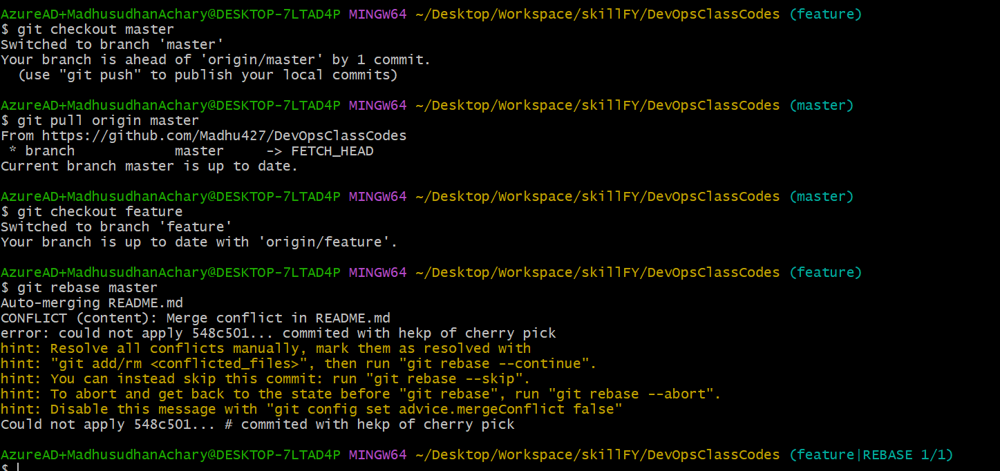 AzureAD+MadhusudhanAchary@DESKTOP-7LTAD4P MINGW64 ~/Desktop/Workspace/skillFY/DevOpsClassCodes (feature)
$ git checkout master
Switched to branch 'master'
Your branch is ahead of 'origin/master' by 1 commit.
  (use "git push" to publish your local commits)

AzureAD+MadhusudhanAchary@DESKTOP-7LTAD4P MINGW64 ~/Desktop/Workspace/skillFY/DevOpsClassCodes (master)
$ git pull origin master
From https://github.com/Madhu427/DevOpsClassCodes
 * branch            master     -> FETCH_HEAD
Current branch master is up to date.

AzureAD+MadhusudhanAchary@DESKTOP-7LTAD4P MINGW64 ~/Desktop/Workspace/skillFY/DevOpsClassCodes (master)
$ git checkout feature
Switched to branch 'feature'
Your branch is up to date with 'origin/feature'.

AzureAD+MadhusudhanAchary@DESKTOP-7LTAD4P MINGW64 ~/Desktop/Workspace/skillFY/DevOpsClassCodes (feature)
$ git rebase master
Auto-merging README.md
CONFLICT (content): Merge conflict in README.md
error: could not apply 548c501... commited with hekp of cherry pick
hint: Resolve all conflicts manually, mark them as resolved with
hint: "git add/rm <conflicted_files>", then run "git rebase --continue".
hint: You can instead skip this commit: run "git rebase --skip".
hint: To abort and get back to the state before "git rebase", run "git rebase --abort".
hint: Disable this message with "git config set advice.mergeConflict false"
Could not apply 548c501... # commited with hekp of cherry pick

AzureAD+MadhusudhanAchary@DESKTOP-7LTAD4P MINGW64 ~/Desktop/Workspace/skillFY/DevOpsClassCodes (feature|REBASE 1/1)
$